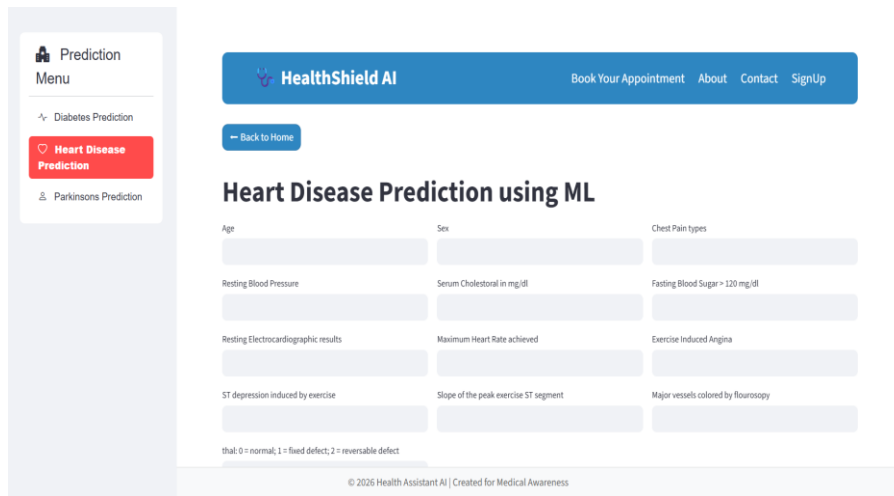 Prediction
Menu
Diabetes Prediction
Heart Disease
Prediction
Parkinsons Prediction
HealthShield AI
Book Your Appointment About Contact SignUp
← Back to Home
Heart Disease Prediction using ML
Age Sex Chest Pain types
Resting Blood Pressure Serum Cholestoral in mg/dl Fasting Blood Sugar > 120 mg/dl
Resting Electrocardiographic results Maximum Heart Rate achieved Exercise Induced Angina
ST depression induced by exercise Slope of the peak exercise ST segment Major vessels colored by flourosopy
thal: 0 = normal; 1 = fixed defect; 2 = reversable defect
© 2026 Health Assistant AI | Created for Medical Awareness